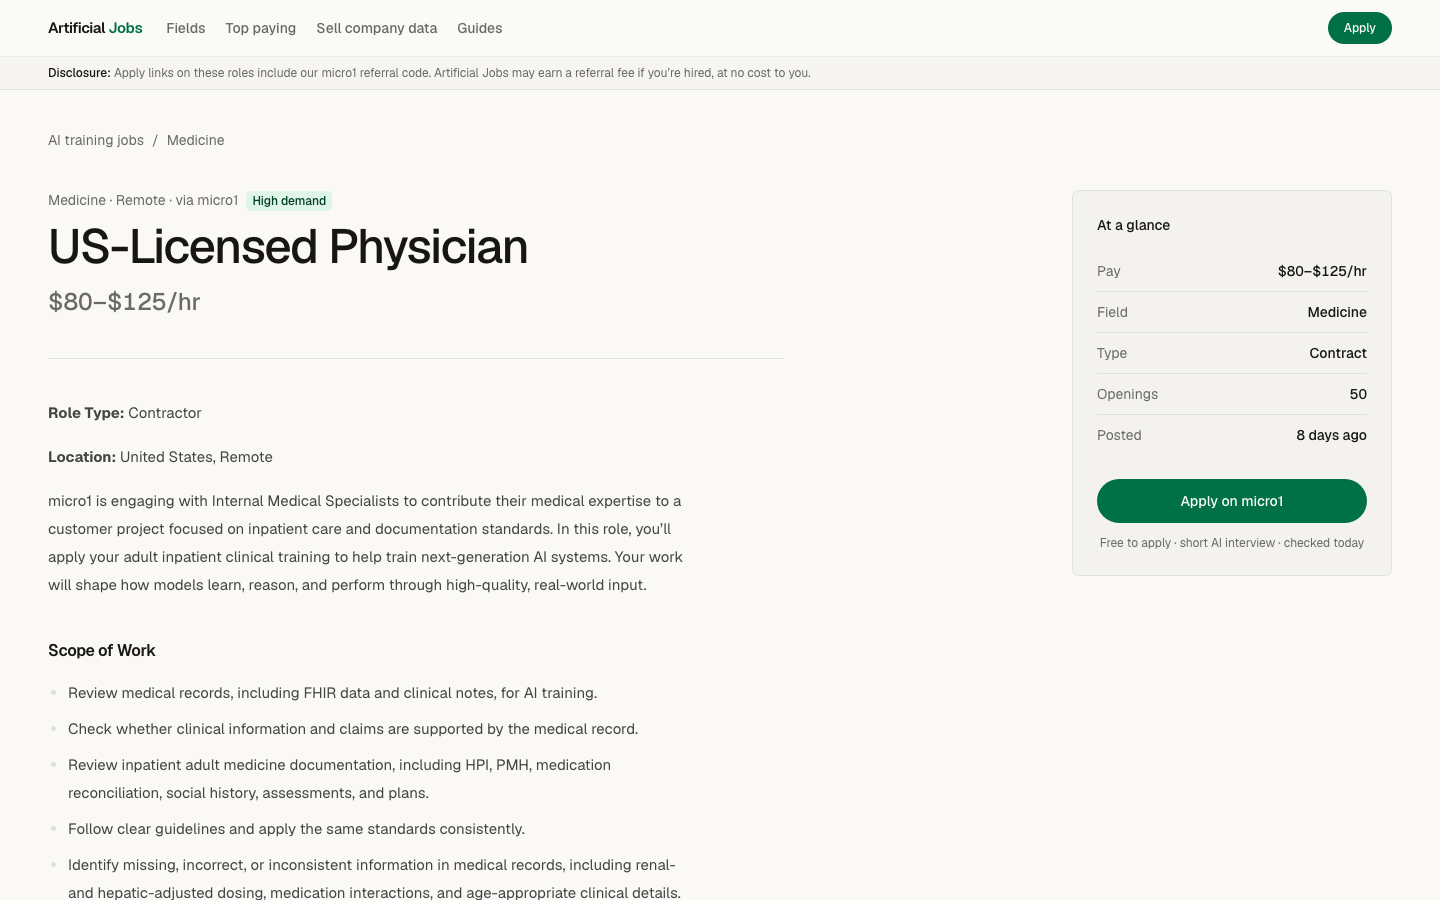 Artificial Jobs
Fields
Top paying
Sell company data
Guides
Apply
Disclosure: Apply links on these roles include our micro1 referral code. Artificial Jobs may earn a referral fee if you’re hired, at no cost to you.
AI training jobs / Medicine
Medicine · Remote · via micro1 High demand
US-Licensed Physician
$80–$125/hr
Role Type: Contractor
Location: United States, Remote
micro1 is engaging with Internal Medical Specialists to contribute their medical expertise to a
customer project focused on inpatient care and documentation standards. In this role, you’ll
apply your adult inpatient clinical training to help train next-generation AI systems. Your work
will shape how models learn, reason, and perform through high-quality, real-world input.
Scope of Work
Review medical records, including FHIR data and clinical notes, for AI training.
Check whether clinical information and claims are supported by the medical record.
Review inpatient adult medicine documentation, including HPI, PMH, medication
reconciliation, social history, assessments, and plans.
Follow clear guidelines and apply the same standards consistently.
Identify missing, incorrect, or inconsistent information in medical records, including renal-
and hepatic-adjusted dosing, medication interactions, and age-appropriate clinical details.
At a glance
Pay $80–$125/hr
Field Medicine
Type Contract
Openings 50
Posted 8 days ago
Apply on micro1
Free to apply · short AI interview · checked today